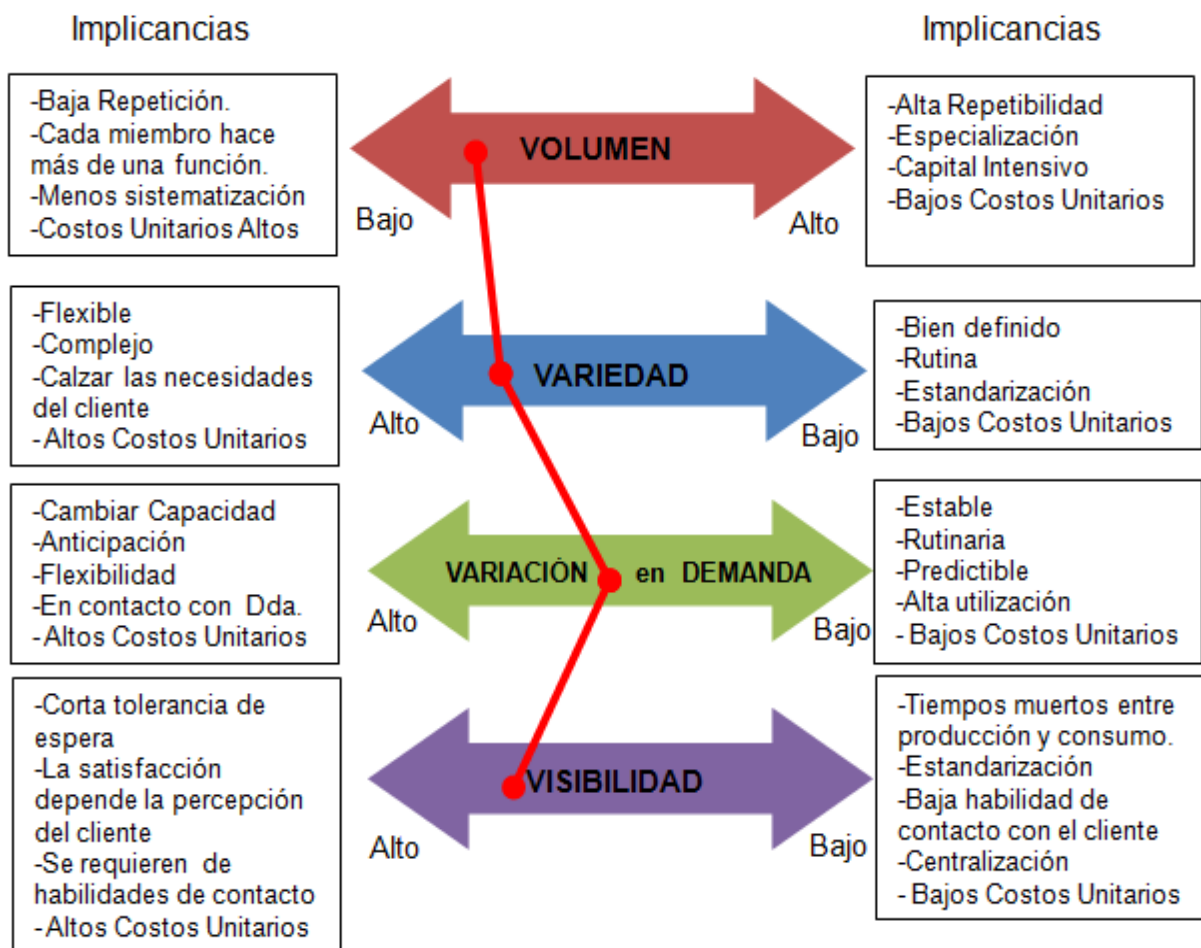 Implicancias
Implicancias
-Baja Repetición.
-Cada miembro hace
más de una función.
-Menos sistematización
-Costos Unitarios Altos
VOLUMEN
Bajo
Alto
-Alta Repetibilidad
-Especialización
-Capital Intensivo
-Bajos Costos Unitarios
-Flexible
-Complejo
-Calzar las necesidades
del cliente
-Altos Costos Unitarios
VARIEDAD
Alto
Bajo
-Bien definido
-Rutina
-Estandarización
-Bajos Costos Unitarios
-Cambiar Capacidad
-Anticipación
-Flexibilidad
-En contacto con Dda.
-Altos Costos Unitarios
VARIACIÓN en DEMANDA
Alto
Bajo
-Estable
-Rutinaria
-Predictible
-Alta utilización
- Bajos Costos Unitarios
-Corta tolerancia de
espera
-La satisfacción
depende la percepción
del cliente
-Se requieren de
habilidades de contacto
-Altos Costos Unitarios
VISIBILIDAD
Alto
Bajo
-Tiempos muertos entre
producción y consumo.
-Estandarización
-Baja habilidad de
contacto con el cliente
-Centralización
- Bajos Costos Unitarios